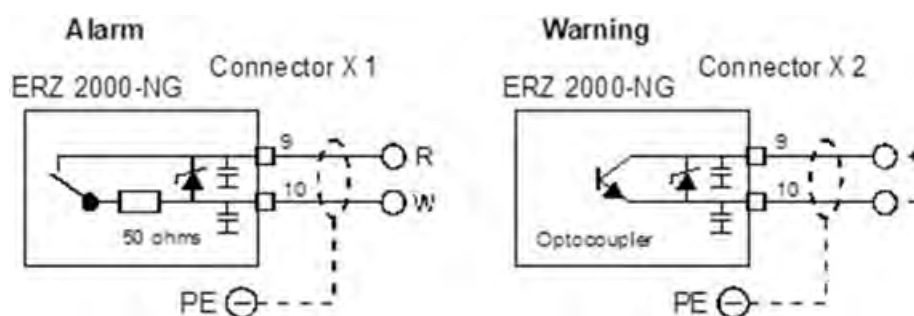 Alarm
ERZ 2000-NG
Connector X 1
9
R
10
W
50 ohms
PE
Warning
ERZ 2000-NG
Connector X 2
9
+
10
-
Optocoupler
PE